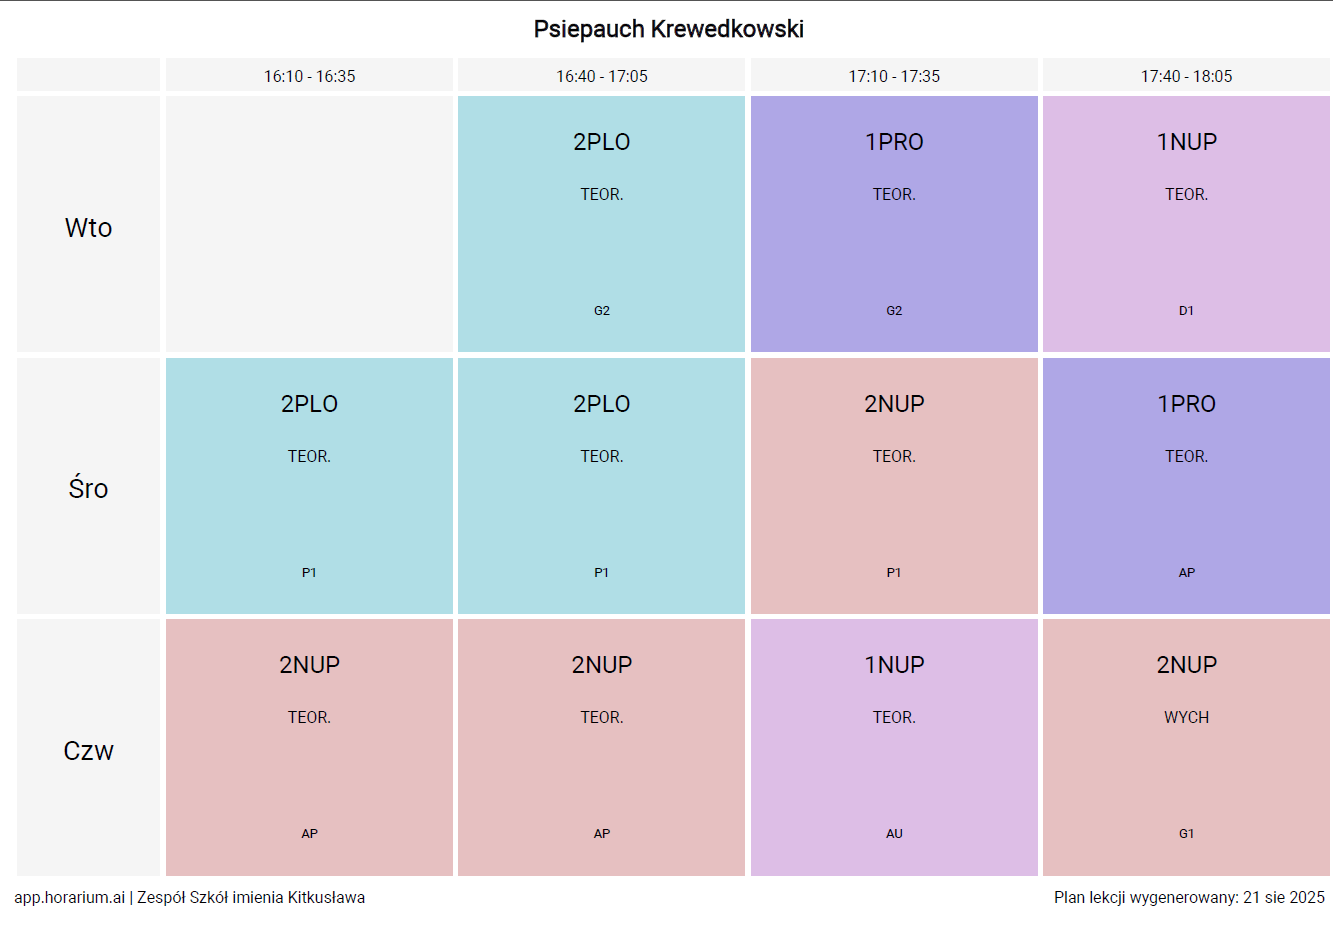 Psiepauch Krewedkowski
16:10 - 16:35 16:40 - 17:05 17:10 - 17:35 17:40 - 18:05
Wto
2PLO 1PRO 1NUP
TEOR. TEOR. TEOR.
G2 G2 D1
Śro
2PLO 2PLO 2NUP 1PRO
TEOR. TEOR. TEOR. TEOR.
P1 P1 P1 AP
Czw
2NUP 2NUP 1NUP 2NUP
TEOR. TEOR. TEOR. WYCH
AP AP AU G1
app.horarium.ai | Zespół Szkół imienia Kitkusława Plan lekcji wygenerowany: 21 sie 2025